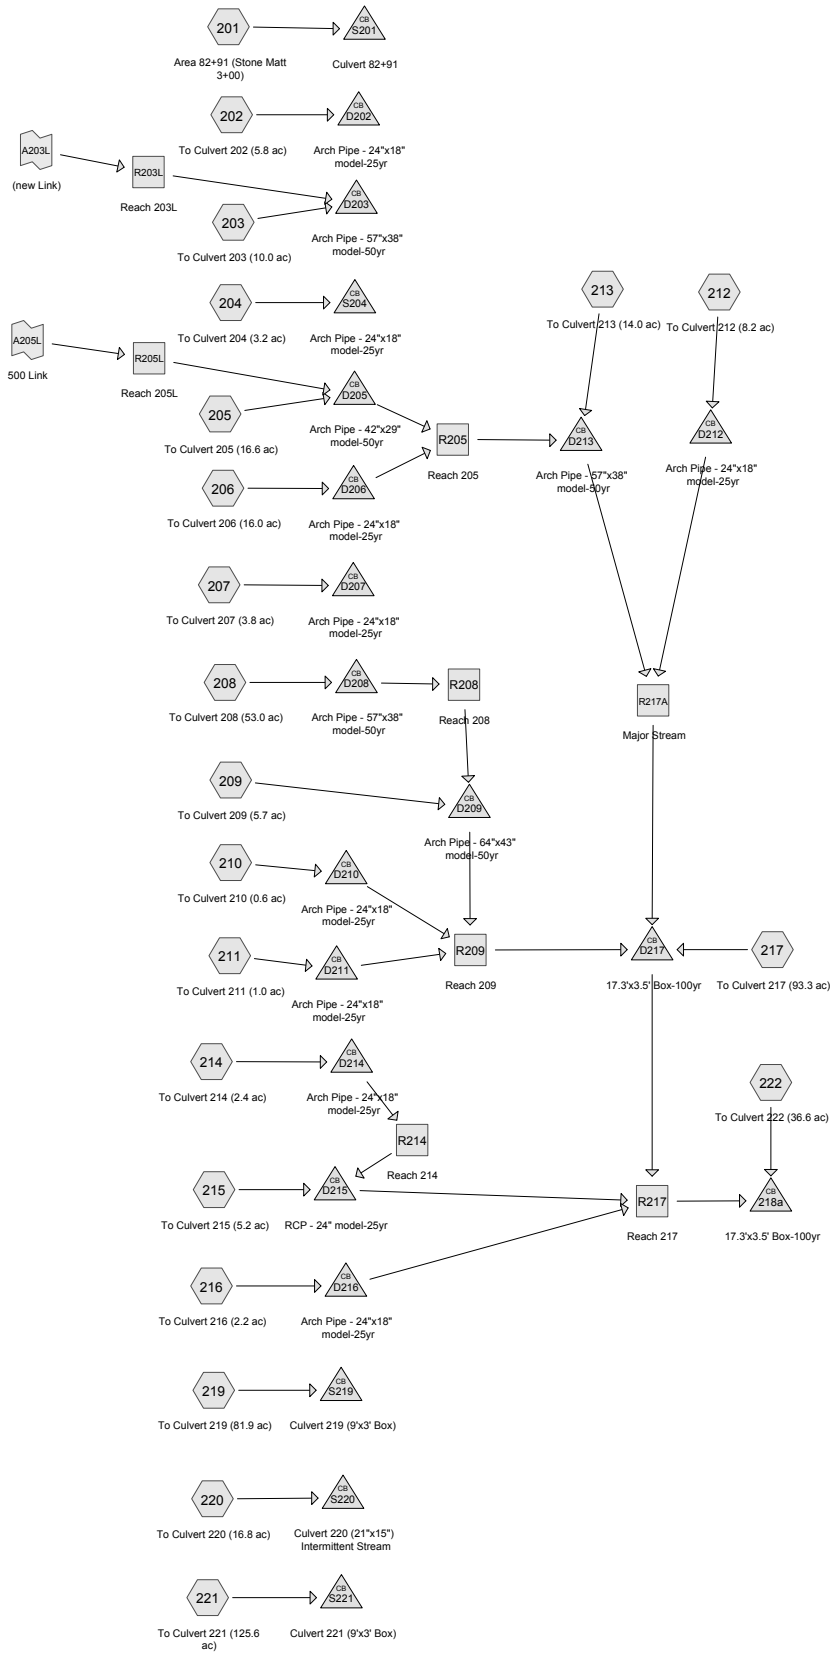 201
CB
S201
Area 82+91 (Stone Matt
3+00)
Culvert 82+91
202
CB
D202
To Culvert 202 (5.8 ac)
Arch Pipe - 24"x18"
model-25yr
A203L
(new Link)
R203L
Reach 203L
CB
D203
203
To Culvert 203 (10.0 ac)
Arch Pipe - 57"x38"
model-50yr
204
CB
S204
To Culvert 204 (3.2 ac)
Arch Pipe - 24"x18"
model-25yr
213
To Culvert 213 (14.0 ac)
212
To Culvert 212 (8.2 ac)
A205L
500 Link
R205L
Reach 205L
CB
D205
205
To Culvert 205 (16.6 ac)
Arch Pipe - 42"x29"
model-50yr
R205
Reach 205
CB
D213
Arch Pipe - 57"x38"
model-50yr
CB
D212
Arch Pipe - 24"x18"
model-25yr
206
CB
D206
To Culvert 206 (16.0 ac)
Arch Pipe - 24"x18"
model-25yr
207
CB
D207
To Culvert 207 (3.8 ac)
Arch Pipe - 24"x18"
model-25yr
208
CB
D208
R208
To Culvert 208 (53.0 ac)
Arch Pipe - 57"x38"
model-50yr
Reach 208
R217A
Major Stream
209
To Culvert 209 (5.7 ac)
CB
D209
Arch Pipe - 64"x43"
model-50yr
210
CB
D210
To Culvert 210 (0.6 ac)
Arch Pipe - 24"x18"
model-25yr
211
CB
D211
To Culvert 211 (1.0 ac)
Arch Pipe - 24"x18"
model-25yr
R209
Reach 209
CB
D217
17.3'x3.5' Box-100yr
217
To Culvert 217 (93.3 ac)
214
CB
D214
To Culvert 214 (2.4 ac)
Arch Pipe - 24"x18"
model-25yr
R214
Reach 214
222
To Culvert 222 (36.6 ac)
215
CB
D215
To Culvert 215 (5.2 ac)
RCP - 24" model-25yr
R217
Reach 217
CB
218a
17.3'x3.5' Box-100yr
216
CB
D216
To Culvert 216 (2.2 ac)
Arch Pipe - 24"x18"
model-25yr
219
CB
S219
To Culvert 219 (81.9 ac)
Culvert 219 (9'x3' Box)
220
CB
S220
To Culvert 220 (16.8 ac)
Culvert 220 (21"x15")
Intermittent Stream
221
CB
S221
To Culvert 221 (125.6
ac)
Culvert 221 (9'x3' Box)